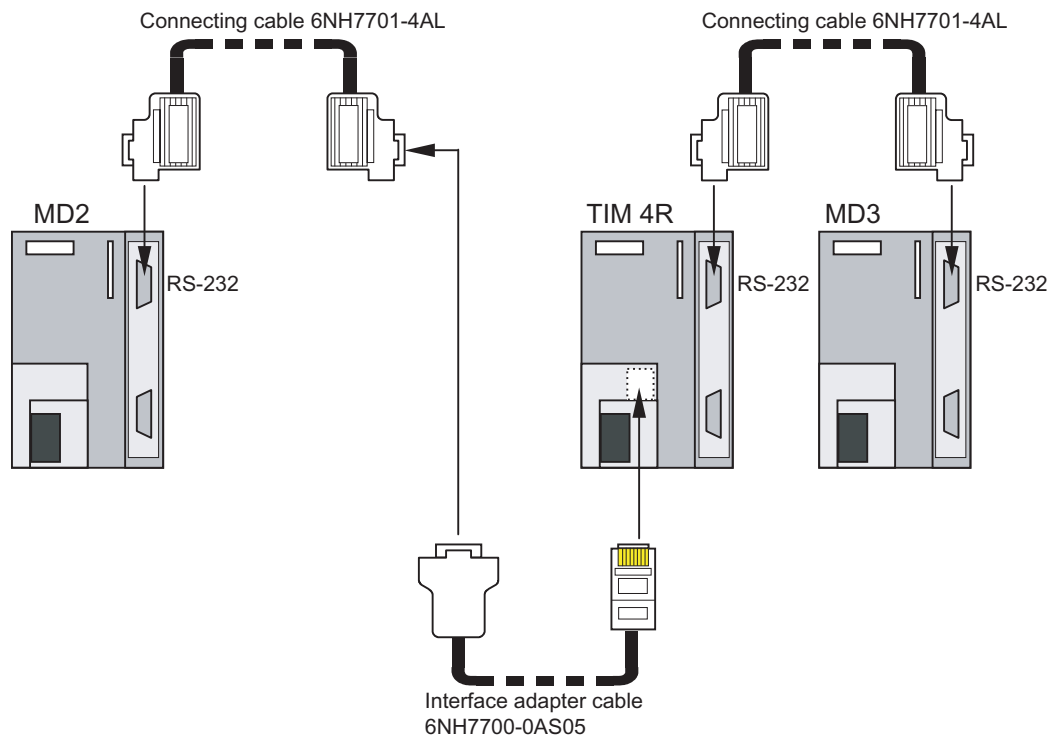 Connecting cable 6NH7701-4AL
Connecting cable 6NH7701-4AL
MD2
TIM 4R
MD3
RS-232
RS-232
RS-232
Interface adapter cable
6NH7700-0AS05